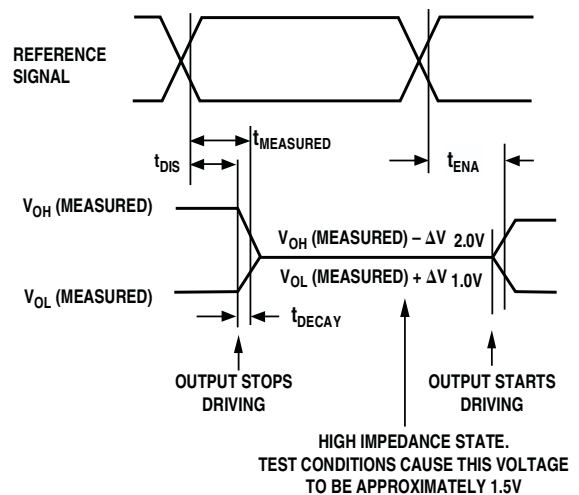 REFERENCE
SIGNAL
tMEASURED
tDIS
tENA
VOH (MEASURED)
VOH (MEASURED) – ΔV 2.0V
VOL (MEASURED) + ΔV 1.0V
VOL (MEASURED)
tDECAY
OUTPUT STOPS
DRIVING
OUTPUT STARTS
DRIVING
HIGH IMPEDANCE STATE.
TEST CONDITIONS CAUSE THIS VOLTAGE
TO BE APPROXIMATELY 1.5V